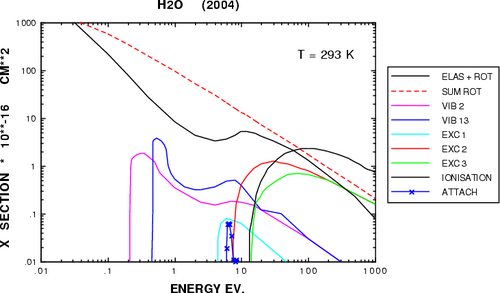 H2O (2004)
1000
100
10
1
.1
.01
X SECTION * 10**-16 CM**2
T = 293 K
.01 .1 1 10 100 1000
ENERGY EV.
ELAS + ROT
SUM ROT
VIB 2
VIB 13
EXC 1
EXC 2
EXC 3
IONISATION
ATTACH